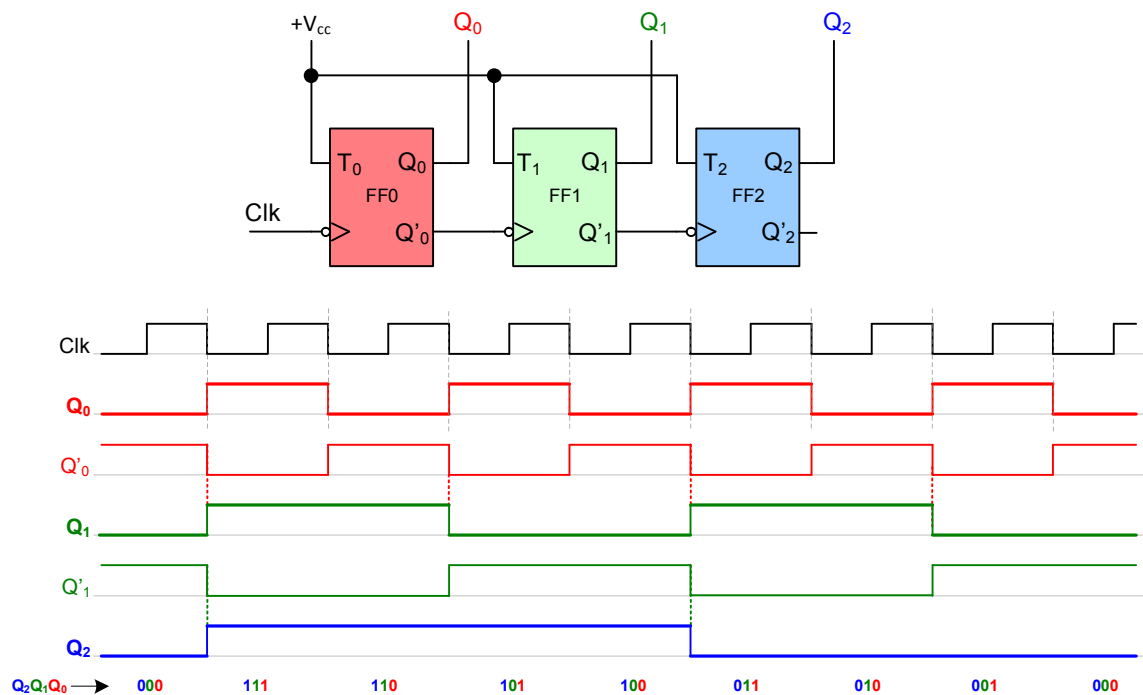 +Vcc Q0 Q1 Q2
T0 Q0 T1 Q1 T2 Q2
FF0 FF1 FF2
Clk Q'0 Q'1 Q'2
Clk
Q0
Q'0
Q1
Q'1
Q2
Q2Q1Q0 000 111 110 101 100 011 010 001 000